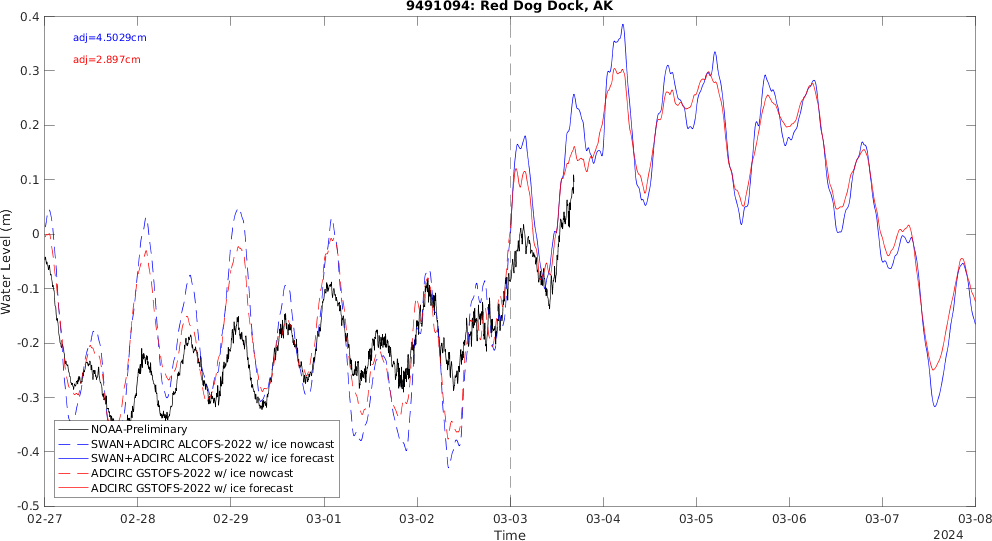 9491094: Red Dog Dock, AK
adj=4.5029cm
adj=2.897cm
0.4
0.3
0.2
0.1
0
-0.1
-0.2
-0.3
-0.4
-0.5
Water Level (m)
NOAA-Preliminary
SWAN+ADCIRC ALCOFS-2022 w/ ice nowcast
SWAN+ADCIRC ALCOFS-2022 w/ ice forecast
ADCIRC GSTOFS-2022 w/ ice nowcast
ADCIRC GSTOFS-2022 w/ ice forecast
02-27 02-28 02-29 03-01 03-02 03-03 03-04 03-05 03-06 03-07 03-08
Time
2024